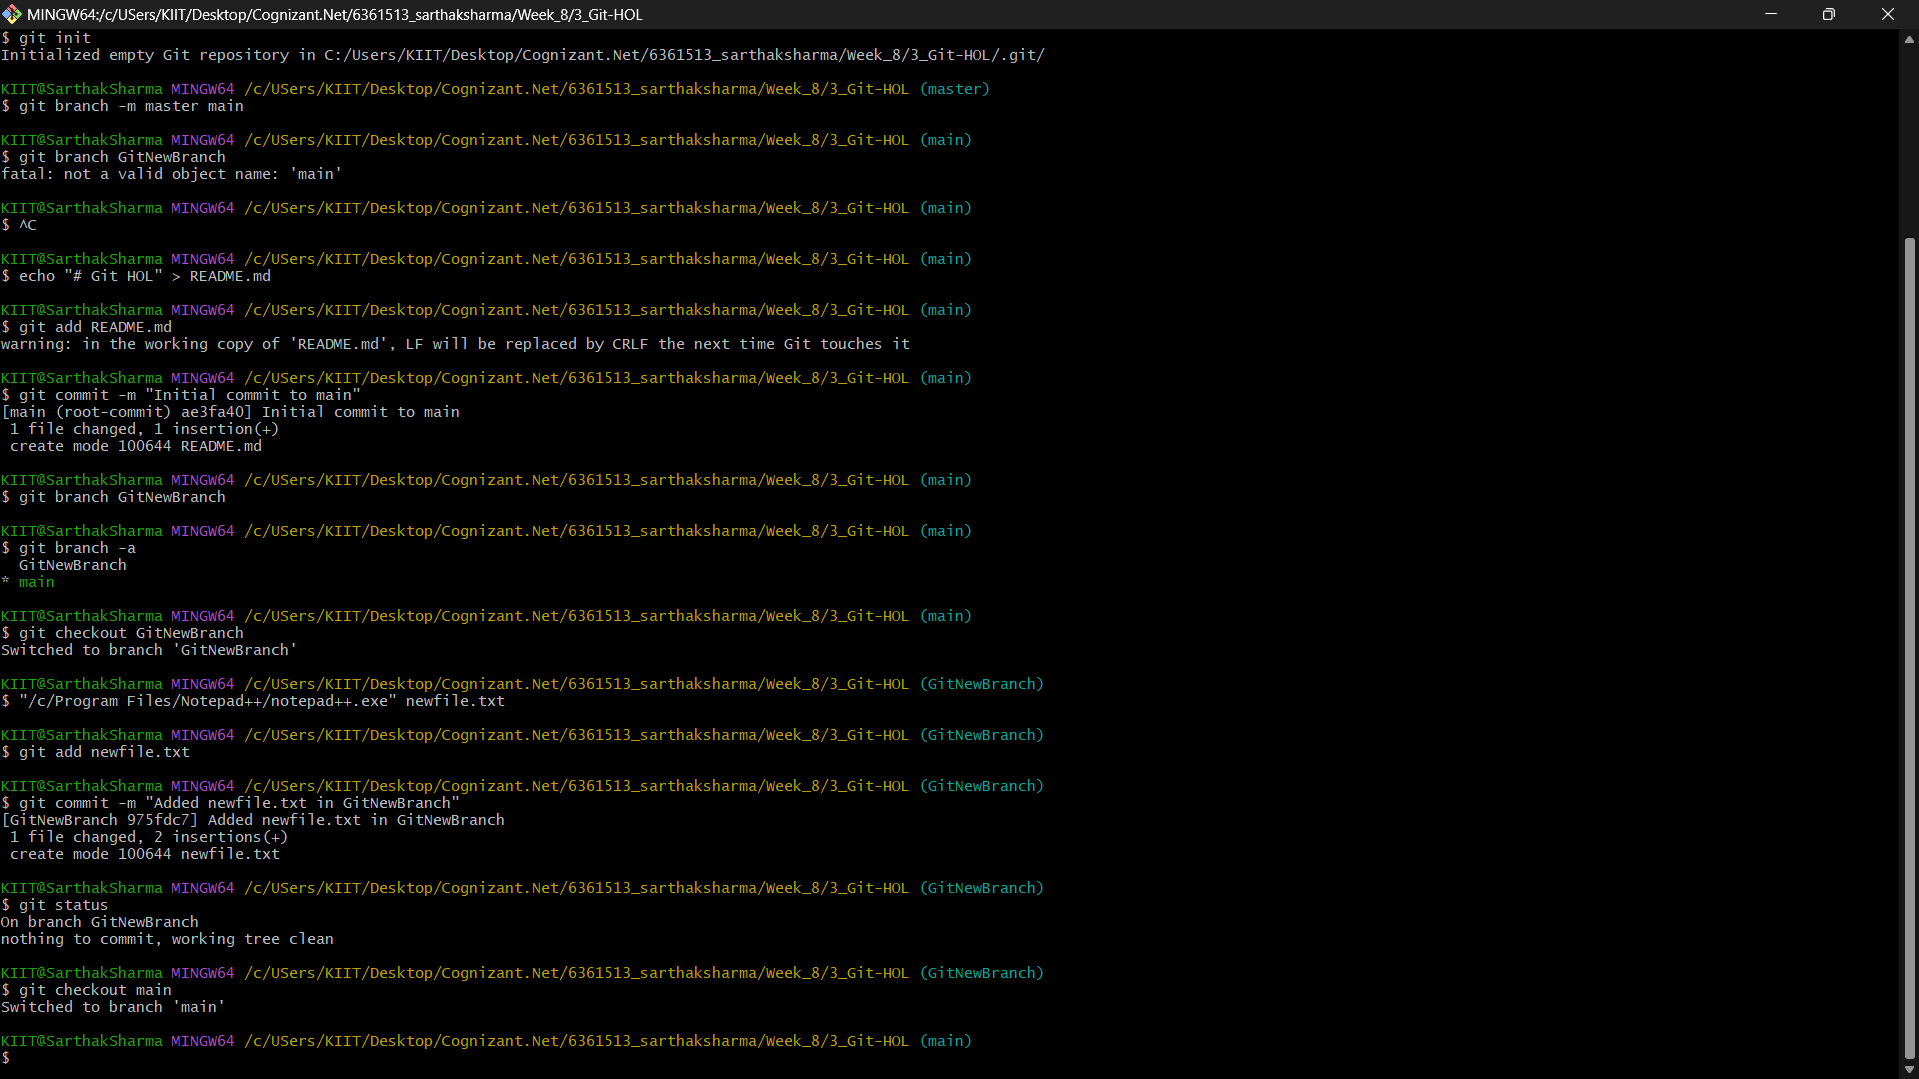 MINGW64:/c/USers/KIIT/Desktop/Cognizant.Net/6361513_sarthaksharma/Week_8/3_Git-HOL
$ git init
Initialized empty Git repository in C:/Users/KIIT/Desktop/Cognizant.Net/6361513_sarthaksharma/Week_8/3_Git-HOL/.git/
KIIT@SarthakSharma MINGW64 /c/USers/KIIT/Desktop/Cognizant.Net/6361513_sarthaksharma/Week_8/3_Git-HOL (master)
$ git branch -m master main
KIIT@SarthakSharma MINGW64 /c/USers/KIIT/Desktop/Cognizant.Net/6361513_sarthaksharma/Week_8/3_Git-HOL (main)
$ git branch GitNewBranch
fatal: not a valid object name: 'main'
KIIT@SarthakSharma MINGW64 /c/USers/KIIT/Desktop/Cognizant.Net/6361513_sarthaksharma/Week_8/3_Git-HOL (main)
$ ^C
KIIT@SarthakSharma MINGW64 /c/USers/KIIT/Desktop/Cognizant.Net/6361513_sarthaksharma/Week_8/3_Git-HOL (main)
$ echo "# Git HOL" > README.md
KIIT@SarthakSharma MINGW64 /c/USers/KIIT/Desktop/Cognizant.Net/6361513_sarthaksharma/Week_8/3_Git-HOL (main)
$ git add README.md
warning: in the working copy of 'README.md', LF will be replaced by CRLF the next time Git touches it
KIIT@SarthakSharma MINGW64 /c/USers/KIIT/Desktop/Cognizant.Net/6361513_sarthaksharma/Week_8/3_Git-HOL (main)
$ git commit -m "Initial commit to main"
[main (root-commit) ae3fa40] Initial commit to main
 1 file changed, 1 insertion(+)
 create mode 100644 README.md
KIIT@SarthakSharma MINGW64 /c/USers/KIIT/Desktop/Cognizant.Net/6361513_sarthaksharma/Week_8/3_Git-HOL (main)
$ git branch GitNewBranch
KIIT@SarthakSharma MINGW64 /c/USers/KIIT/Desktop/Cognizant.Net/6361513_sarthaksharma/Week_8/3_Git-HOL (main)
$ git branch -a
  GitNewBranch
* main
KIIT@SarthakSharma MINGW64 /c/USers/KIIT/Desktop/Cognizant.Net/6361513_sarthaksharma/Week_8/3_Git-HOL (main)
$ git checkout GitNewBranch
Switched to branch 'GitNewBranch'
KIIT@SarthakSharma MINGW64 /c/USers/KIIT/Desktop/Cognizant.Net/6361513_sarthaksharma/Week_8/3_Git-HOL (GitNewBranch)
$ "/c/Program Files/Notepad++/notepad++.exe" newfile.txt
KIIT@SarthakSharma MINGW64 /c/USers/KIIT/Desktop/Cognizant.Net/6361513_sarthaksharma/Week_8/3_Git-HOL (GitNewBranch)
$ git add newfile.txt
KIIT@SarthakSharma MINGW64 /c/USers/KIIT/Desktop/Cognizant.Net/6361513_sarthaksharma/Week_8/3_Git-HOL (GitNewBranch)
$ git commit -m "Added newfile.txt in GitNewBranch"
[GitNewBranch 975fdc7] Added newfile.txt in GitNewBranch
 1 file changed, 2 insertions(+)
 create mode 100644 newfile.txt
KIIT@SarthakSharma MINGW64 /c/USers/KIIT/Desktop/Cognizant.Net/6361513_sarthaksharma/Week_8/3_Git-HOL (GitNewBranch)
$ git status
On branch GitNewBranch
nothing to commit, working tree clean
KIIT@SarthakSharma MINGW64 /c/USers/KIIT/Desktop/Cognizant.Net/6361513_sarthaksharma/Week_8/3_Git-HOL (GitNewBranch)
$ git checkout main
Switched to branch 'main'
KIIT@SarthakSharma MINGW64 /c/USers/KIIT/Desktop/Cognizant.Net/6361513_sarthaksharma/Week_8/3_Git-HOL (main)
$